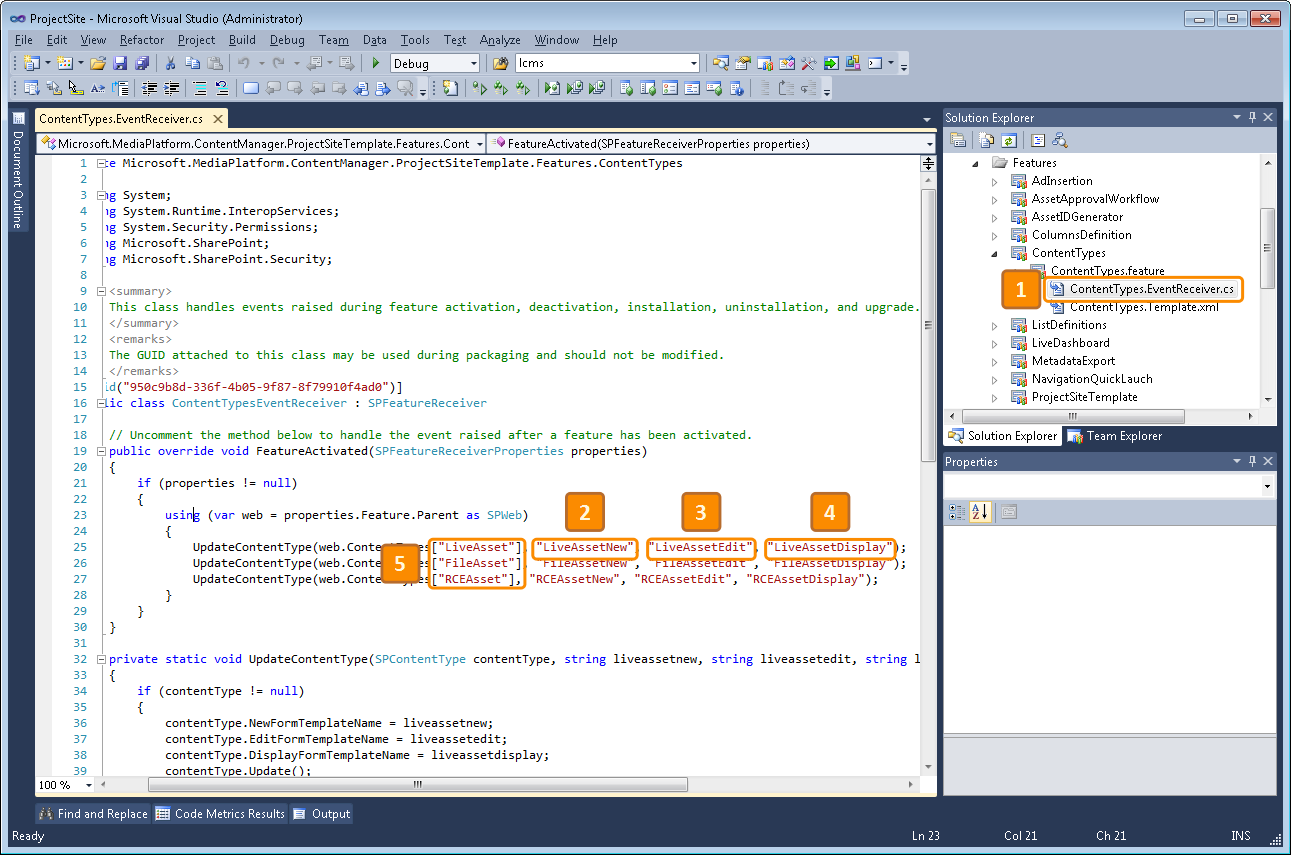 ProjectSite - Microsoft Visual Studio (Administrator)
File Edit View Refactor Project Build Debug Team Data Tools Test Analyze Window Help
Debug lcms
Document Outline
ContentTypes.EventReceiver.cs
Microsoft.MediaPlatform.ContentManager.ProjectSiteTemplate.Features.Cont FeatureActivated(SPFeatureReceiverProperties properties)
1 ce Microsoft.MediaPlatform.ContentManager.ProjectSiteTemplate.Features.ContentTypes
2
3 ng System;
4 ng System.Runtime.InteropServices;
5 ng System.Security.Permissions;
6 ng Microsoft.SharePoint;
7 ng Microsoft.SharePoint.Security;
8
9 <summary>
10 This class handles events raised during feature activation, deactivation, installation, uninstallation, and upgrade.
11 </summary>
12 <remarks>
13 The GUID attached to this class may be used during packaging and should not be modified.
14 </remarks>
15 id("950c9b8d-336f-4b05-9f87-8f79910f4ad0")]
16 lic class ContentTypesEventReceiver : SPFeatureReceiver
17
18 // Uncomment the method below to handle the event raised after a feature has been activated.
19 public override void FeatureActivated(SPFeatureReceiverProperties properties)
20 {
21 if (properties != null)
22 {
23 using (var web = properties.Feature.Parent as SPWeb)
24 {
2 3 4
25 UpdateContentType(web.Con ["LiveAsset"], "LiveAssetNew", "LiveAssetEdit", "LiveAssetDisplay");
5
26 UpdateContentType(web.Con ["FileAsset"], "FileAssetNew", "FileAssetEdit", "FileAssetDisplay");
27 UpdateContentType(web.Con ["RCEAsset"], "RCEAssetNew", "RCEAssetEdit", "RCEAssetDisplay");
28 }
29 }
30 }
31
32 private static void UpdateContentType(SPContentType contentType, string liveassetnew, string liveassetedit, string l
33 {
34 if (contentType != null)
35 {
36 contentType.NewFormTemplateName = liveassetnew;
37 contentType.EditFormTemplateName = liveassetedit;
38 contentType.DisplayFormTemplateName = liveassetdisplay;
39 contentType.Update();
100 %
Solution Explorer
Features
AdInsertion
AssetApprovalWorkflow
AssetIDGenerator
ColumnsDefinition
ContentTypes
ContentTypes.feature
1 ContentTypes.EventReceiver.cs
ContentTypes.Template.xml
ListDefinitions
LiveDashboard
MetadataExport
NavigationQuickLauch
ProjectSiteTemplate
Solution Explorer Team Explorer
Properties
Find and Replace Code Metrics Results Output
Ready Ln 23 Col 21 Ch 21 INS